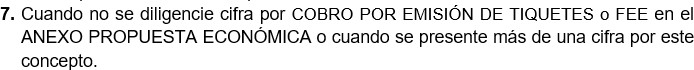 7. Cuando no se diligencie cifra por COBRO POR EMISIÓN DE TIQUETES o FEE en el
ANEXO PROPUESTA ECONÓMICA o cuando se presente más de una cifra por este
concepto.